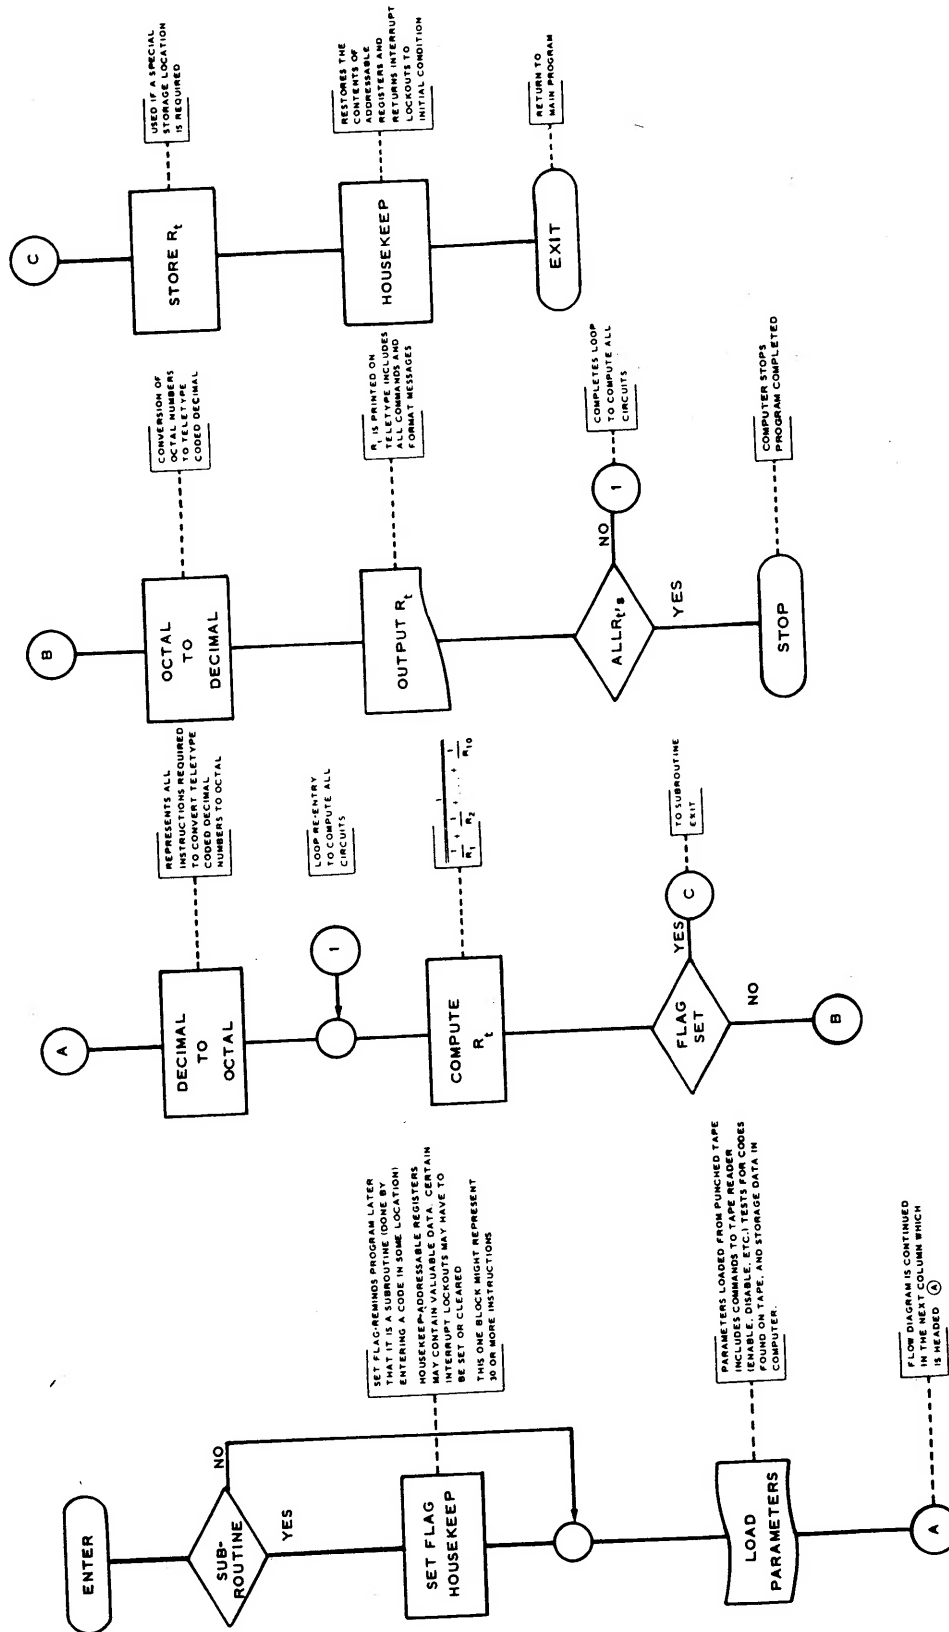 ENTER
SUB-
ROUTINE
NO
YES
SET FLAG
HOUSEKEEP
SET FLAG-REMINDS PROGRAM LATER
THAT IT IS A SUBROUTINE (DONE BY
ENTERING A CODE IN SOME LOCATION)
HOUSEKEEP-ADDRESSABLE REGISTERS
MAY CONTAIN VALUABLE DATA. CERTAIN
INTERRUPT LOCKOUTS MAY HAVE TO
BE SET OR CLEARED
THIS ONE BLOCK MIGHT REPRESENT
30 OR MORE INSTRUCTIONS
LOAD
PARAMETERS
PARAMETERS LOADED FROM PUNCHED TAPE
INCLUDES COMMANDS TO TAPE READER
(ENABLE, DISABLE, ETC.) TESTS FOR CODES
FOUND ON TAPE, AND STORAGE DATA IN
COMPUTER.
A
FLOW DIAGRAM IS CONTINUED
IN THE NEXT COLUMN WHICH
IS HEADED A
A
DECIMAL
TO
OCTAL
REPRESENTS ALL
INSTRUCTIONS REQUIRED
TO CONVERT TELETYPE
CODED DECIMAL
NUMBERS TO OCTAL
1
LOOP RE-ENTRY
TO COMPUTE ALL
CIRCUITS
COMPUTE
Rt
1
1/R1 + 1/R2 + ... + 1/R10
FLAG
SET
YES
C
TO SUBROUTINE
EXIT
NO
B
B
OCTAL
TO
DECIMAL
CONVERSION OF
OCTAL NUMBERS
TO TELETYPE
CODED DECIMAL
OUTPUT Rt
Rt IS PRINTED ON
TELETYPE INCLUDES
ALL COMMANDS AND
FORMAT MESSAGES
ALLRt's
NO
1
COMPLETES LOOP
TO COMPUTE ALL
CIRCUITS
YES
STOP
COMPUTER STOPS
PROGRAM COMPLETED
C
STORE Rt
USED IF A SPECIAL
STORAGE LOCATION
IS REQUIRED
HOUSEKEEP
RESTORES THE
CONTENTS OF
ADDRESSABLE
REGISTERS AND
RETURNS INTERRUPT
LOCKOUTS TO
INITIAL CONDITION
EXIT
RETURN TO
MAIN PROGRAM